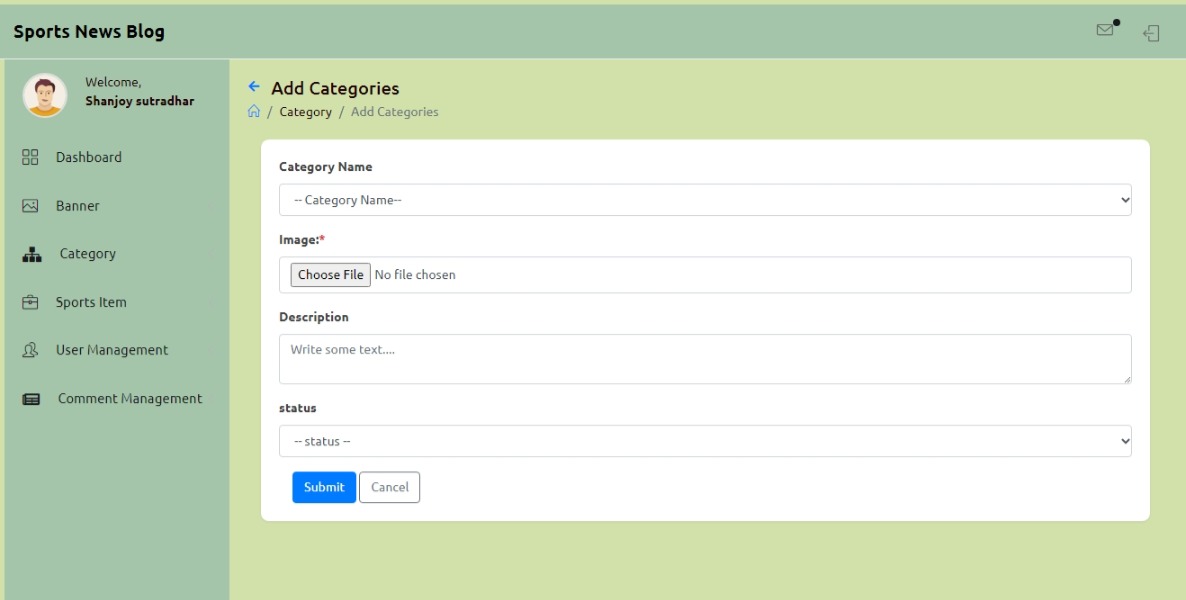 Sports News Blog
Welcome,
Shanjoy sutradhar
Dashboard
Banner
Category
Sports Item
User Management
Comment Management
Add Categories
/ Category / Add Categories
Category Name
-- Category Name--
Image:*
Choose File No file chosen
Description
Write some text....
status
-- status --
Submit Cancel